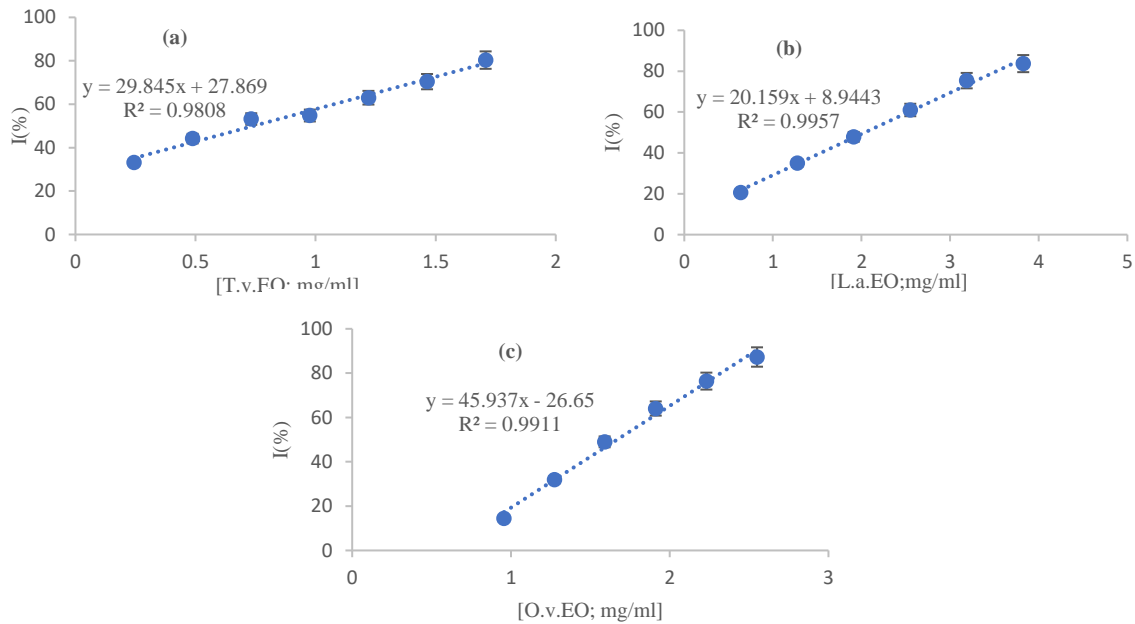 100
80
60
40
20
0
I(%)
(a)
y = 29.845x + 27.869
R² = 0.9808
0 0.5 1 1.5 2
[T.v.EO; mg/ml]
100
80
60
40
20
0
I(%)
(b)
y = 20.159x + 8.9443
R² = 0.9957
0 1 2 3 4 5
[L.a.EO;mg/ml]
100
80
60
40
20
0
I(%)
(c)
y = 45.937x - 26.65
R² = 0.9911
0 1 2 3
[O.v.EO; mg/ml]